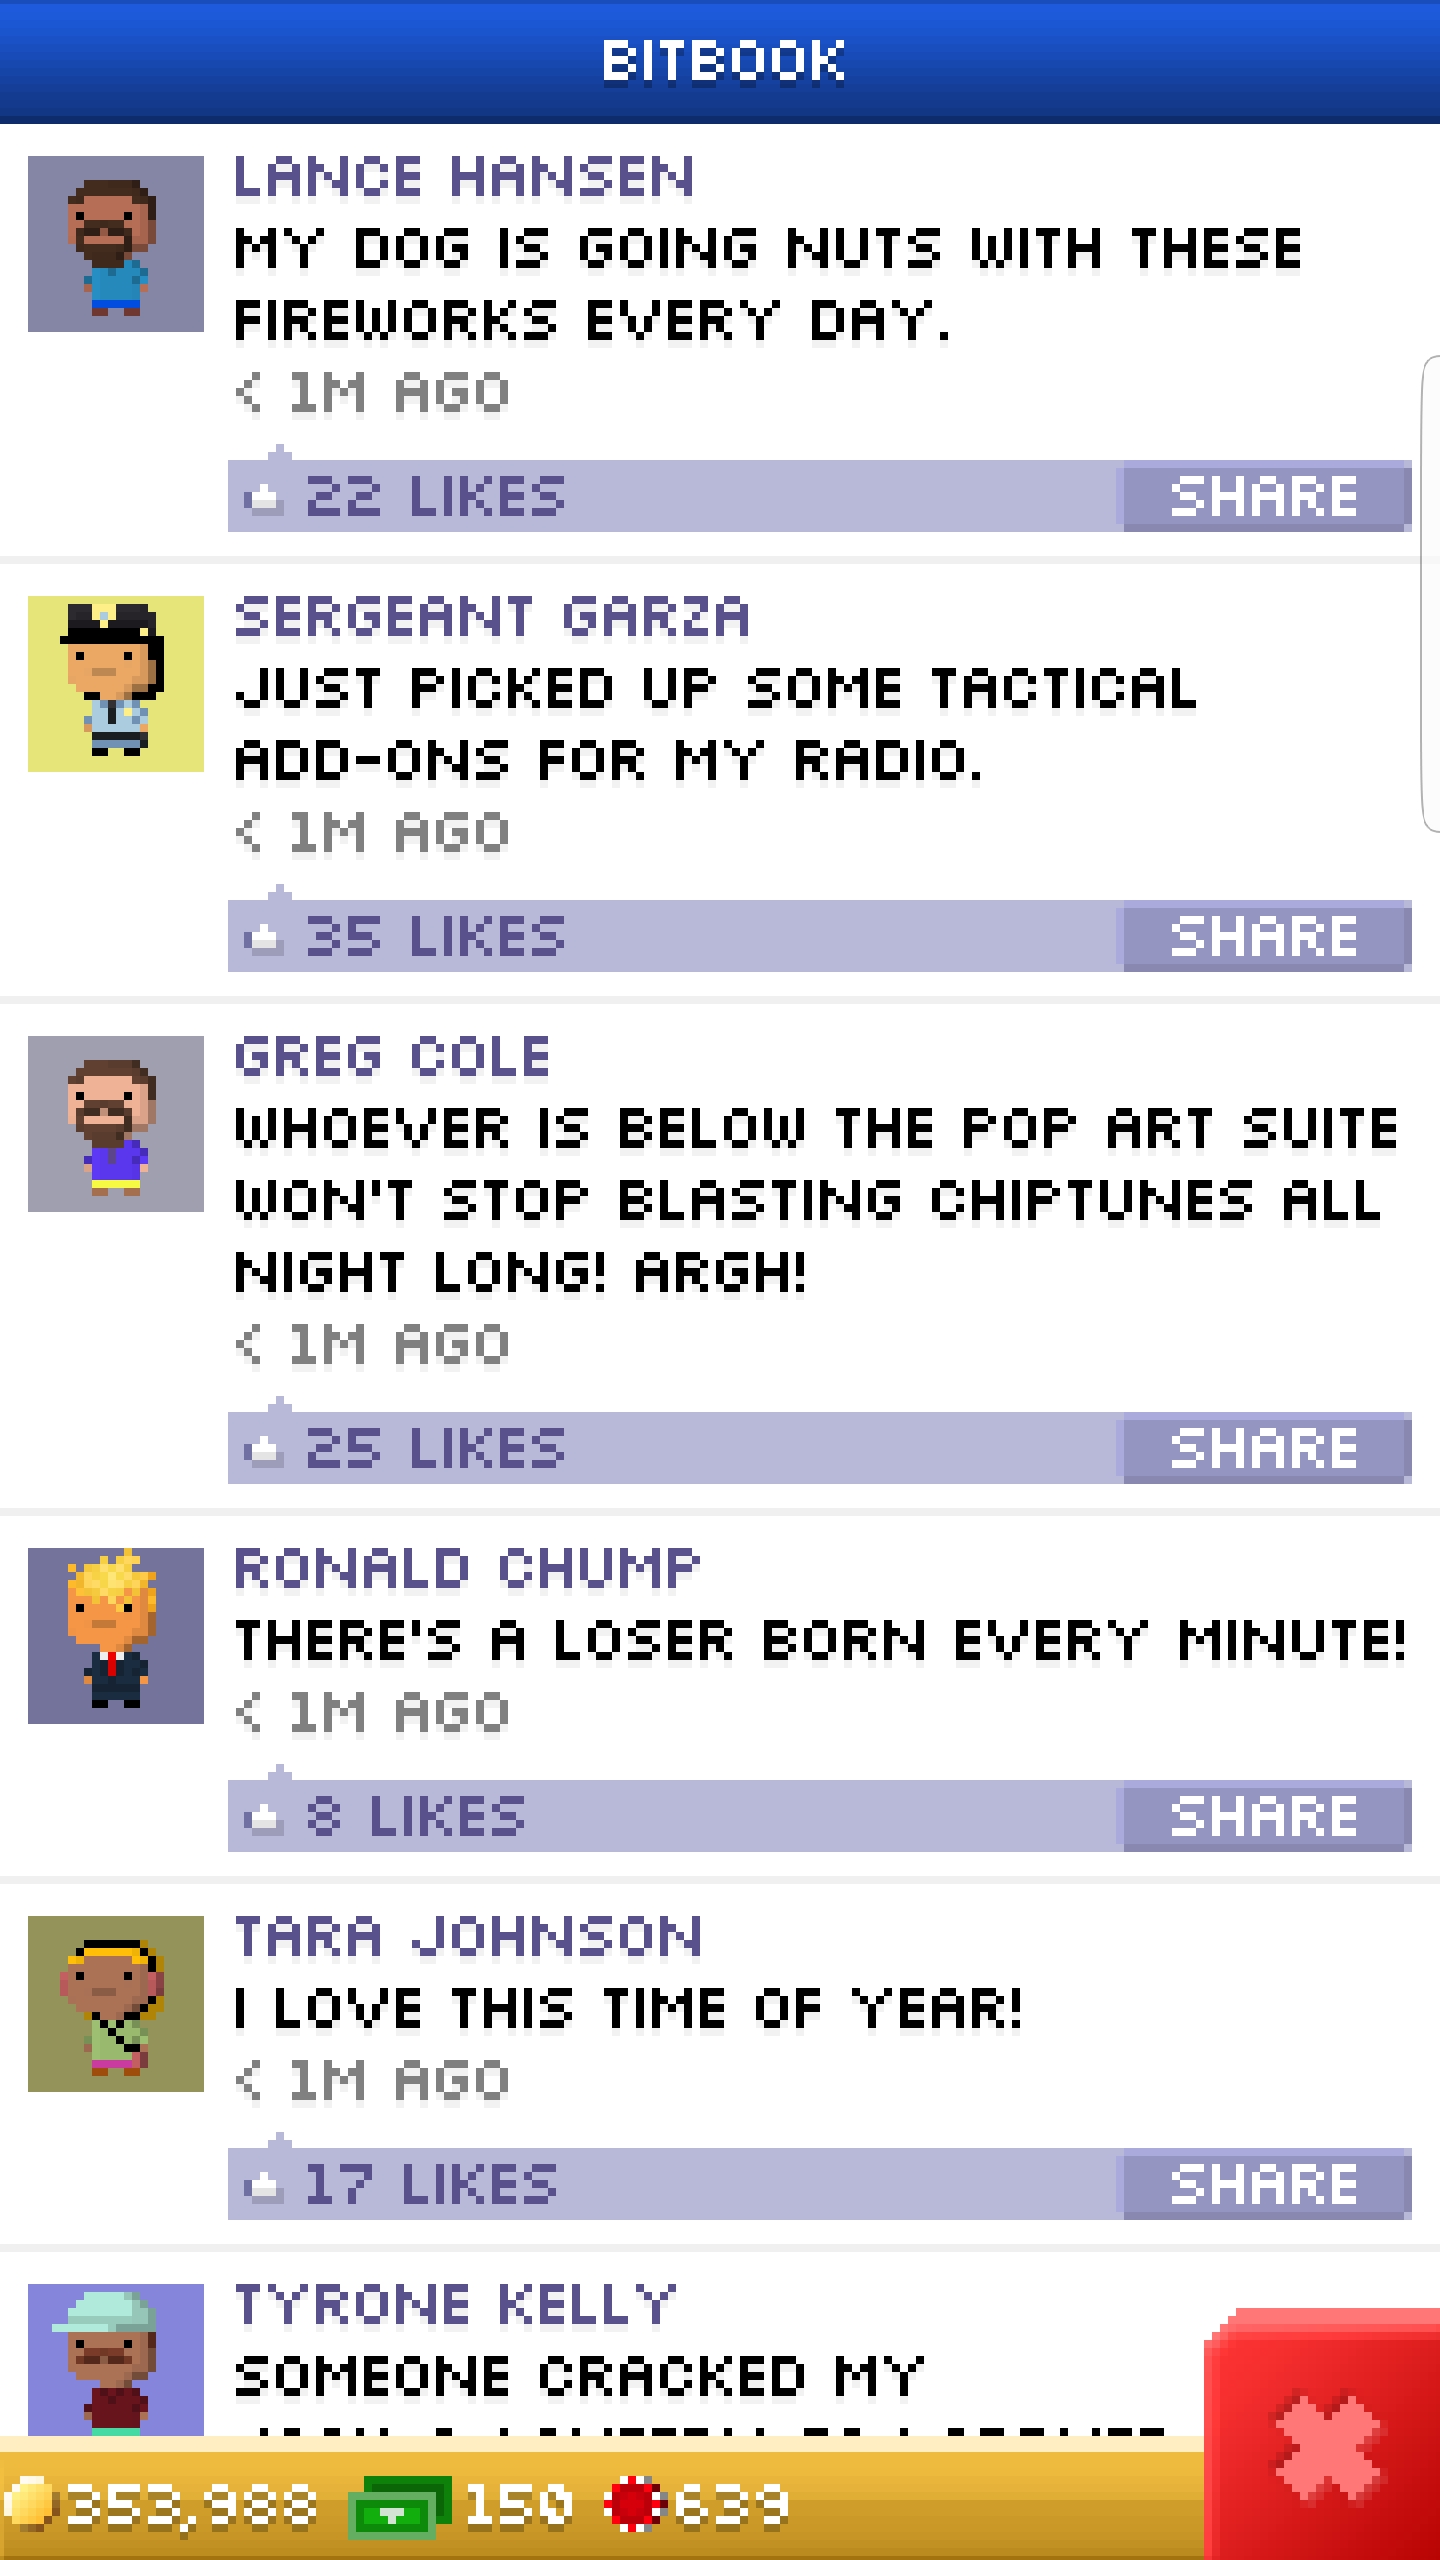 BITBOOK
LANCE HANSEN
MY DOG IS GOING NUTS WITH THESE
FIREWORKS EVERY DAY.
< 1M AGO
22 LIKES SHARE
SERGEANT GARZA
JUST PICKED UP SOME TACTICAL
ADD-ONS FOR MY RADIO.
< 1M AGO
35 LIKES SHARE
GREG COLE
WHOEVER IS BELOW THE POP ART SUITE
WON'T STOP BLASTING CHIPTUNES ALL
NIGHT LONG! ARGH!
< 1M AGO
25 LIKES SHARE
RONALD CHUMP
THERE'S A LOSER BORN EVERY MINUTE!
< 1M AGO
8 LIKES SHARE
TARA JOHNSON
I LOVE THIS TIME OF YEAR!
< 1M AGO
17 LIKES SHARE
TYRONE KELLY
SOMEONE CRACKED MY
353,988 150 639